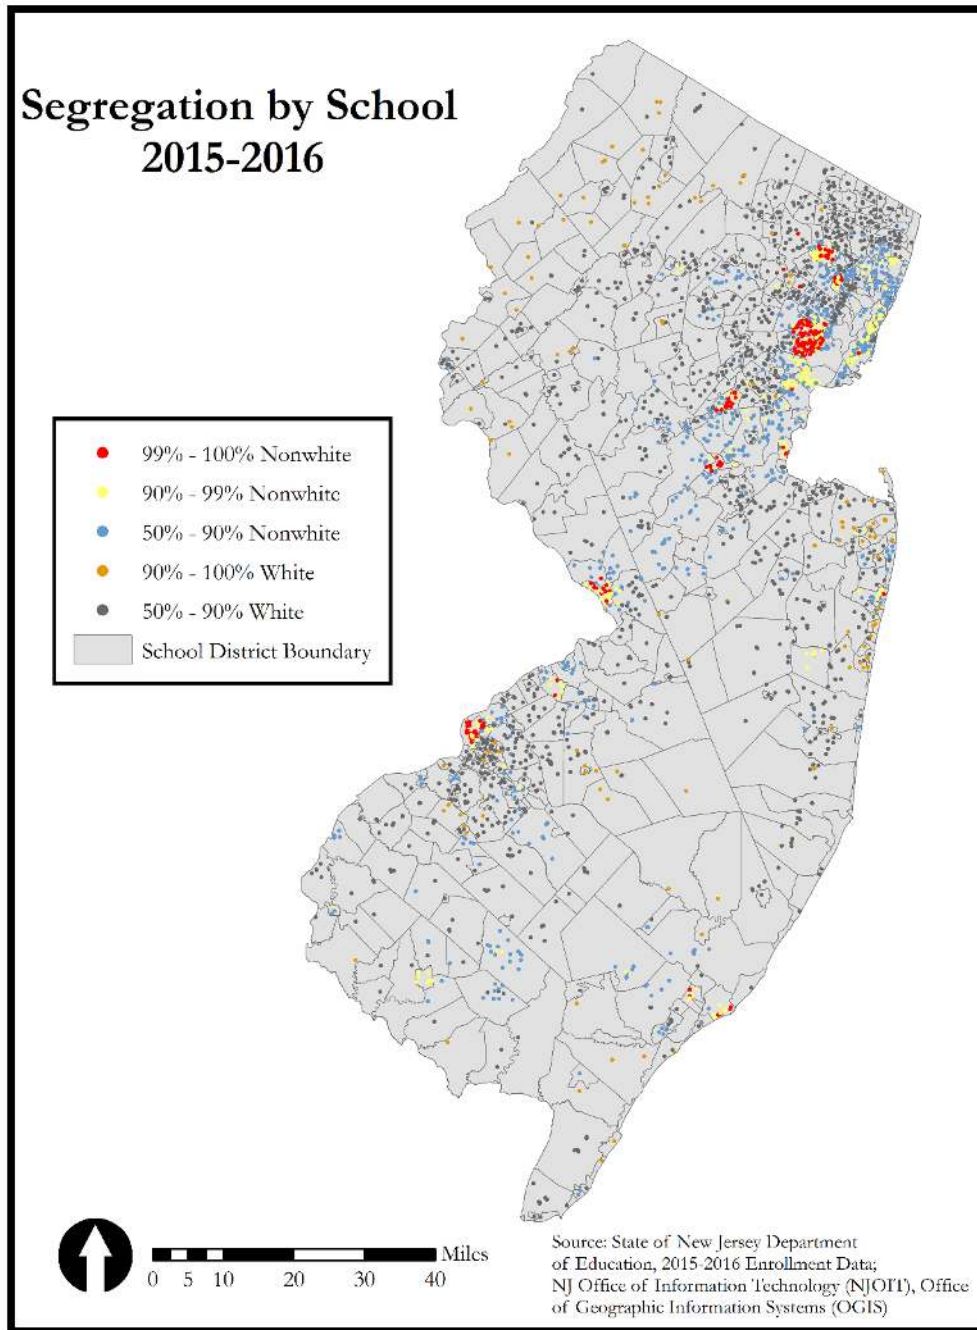 Segregation by School
2015-2016
99% - 100% Nonwhite
90% - 99% Nonwhite
50% - 90% Nonwhite
90% - 100% White
50% - 90% White
School District Boundary
Miles
0 5 10 20 30 40
Source: State of New Jersey Department
of Education, 2015-2016 Enrollment Data;
NJ Office of Information Technology (NJOIT), Office
of Geographic Information Systems (OGIS)